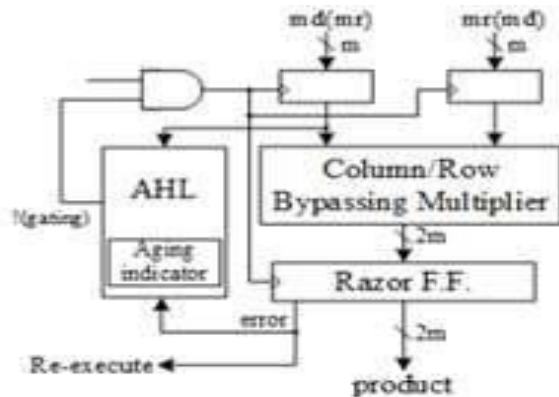 md(mr)
mr(md)
m
m
AHL
Column/Row
Bypassing Multiplier
!(gating)
Aging
indicator
2m
Razor F.F.
error
2m
Re-execute
product